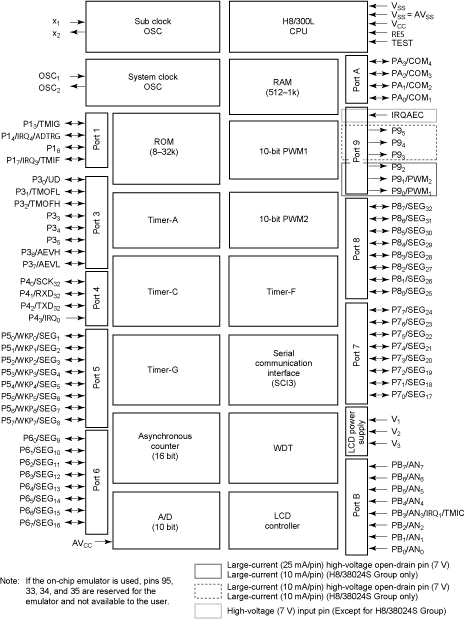 x₁
x₂
Sub clock
OSC
H8/300L
CPU
V_SS
V_SS = AV_SS
V_CC
RES
TEST
OSC₁
OSC₂
System clock
OSC
RAM
(512–1k)
Port A
PA₃/COM₄
PA₂/COM₃
PA₁/COM₂
PA₀/COM₁
P1₃/TMIG
P1₄/IRQ₄/ADTRG
P1₆
P1₇/IRQ₃/TMIF
Port 1
ROM
(8–32k)
10-bit PWM1
Port 9
IRQAEC
P9₅
P9₄
P9₃
P9₂
P9₁/PWM₂
P9₀/PWM₁
P3₀/UD
P3₁/TMOFL
P3₂/TMOFH
P3₃
P3₄
P3₅
P3₆/AEVH
P3₇/AEVL
Port 3
Timer-A
10-bit PWM2
Port 8
P8₇/SEG₃₂
P8₆/SEG₃₁
P8₅/SEG₃₀
P8₄/SEG₂₉
P8₃/SEG₂₈
P8₂/SEG₂₇
P8₁/SEG₂₆
P8₀/SEG₂₅
P4₀/SCK₃₂
P4₁/RXD₃₂
P4₂/TXD₃₂
P4₃/IRQ₀
Port 4
Timer-C
Timer-F
P5₀/WKP₀/SEG₁
P5₁/WKP₁/SEG₂
P5₂/WKP₂/SEG₃
P5₃/WKP₃/SEG₄
P5₄/WKP₄/SEG₅
P5₅/WKP₅/SEG₆
P5₆/WKP₆/SEG₇
P5₇/WKP₇/SEG₈
Port 5
Timer-G
Serial
communication
interface
(SCI3)
Port 7
P7₇/SEG₂₄
P7₆/SEG₂₃
P7₅/SEG₂₂
P7₄/SEG₂₁
P7₃/SEG₂₀
P7₂/SEG₁₉
P7₁/SEG₁₈
P7₀/SEG₁₇
P6₀/SEG₉
P6₁/SEG₁₀
P6₂/SEG₁₁
P6₃/SEG₁₂
P6₄/SEG₁₃
P6₅/SEG₁₄
P6₆/SEG₁₅
P6₇/SEG₁₆
Port 6
Asynchronous
counter
(16 bit)
WDT
LCD power
supply
V₁
V₂
V₃
AV_CC
A/D
(10 bit)
LCD
controller
Port B
PB₇/AN₇
PB₆/AN₆
PB₅/AN₅
PB₄/AN₄
PB₃/AN₃/IRQ₁/TMIC
PB₂/AN₂
PB₁/AN₁
PB₀/AN₀
Note: If the on-chip emulator is used, pins 95,
33, 34, and 35 are reserved for the
emulator and not available to the user.
Large-current (25 mA/pin) high-voltage open-drain pin (7 V)
Large-current (10 mA/pin) (H8/38024S Group only)
Large-current (10 mA/pin) high-voltage open-drain pin (7 V)
Large-current (10 mA/pin) (H8/38024S Group only)
High-voltage (7 V) input pin (Except for H8/38024S Group)